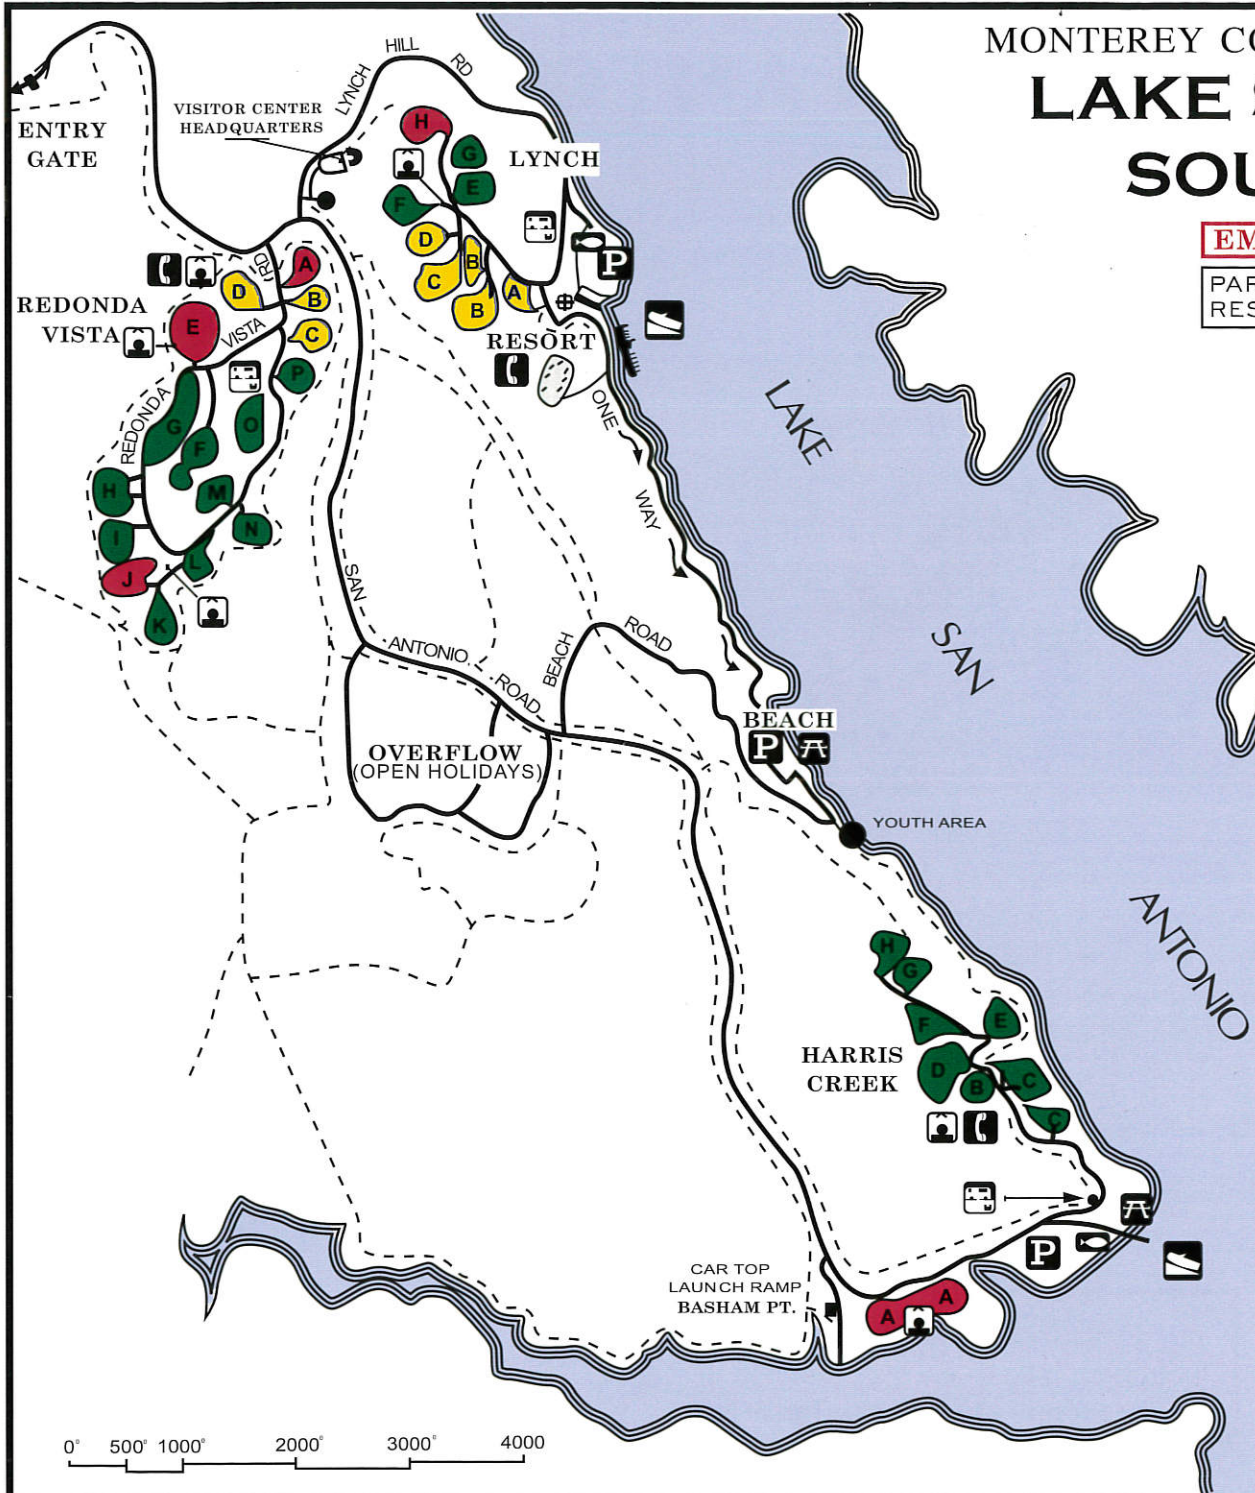 MONTEREY CO
LAKE S
SOU
EM
PAR
RES
ENTRY
GATE
VISITOR CENTER
HEADQUARTERS
LYNCH
HILL
RD
LYNCH
H
G
E
F
D
C
B
B
A
P
RESORT
REDONDA
VISTA
RD
A
D
B
C
E
VISTA
REDONDA
P
G
O
F
H
M
I
N
L
J
K
ONE
WAY
SAN
ANTONIO
ROAD
BEACH
ROAD
LAKE
SAN
ANTONIO
OVERFLOW
(OPEN HOLIDAYS)
BEACH
P
YOUTH AREA
HARRIS
CREEK
H
G
F
E
D
B
C
C
P
CAR TOP
LAUNCH RAMP
BASHAM PT.
A
A
0' 500' 1000' 2000' 3000' 4000